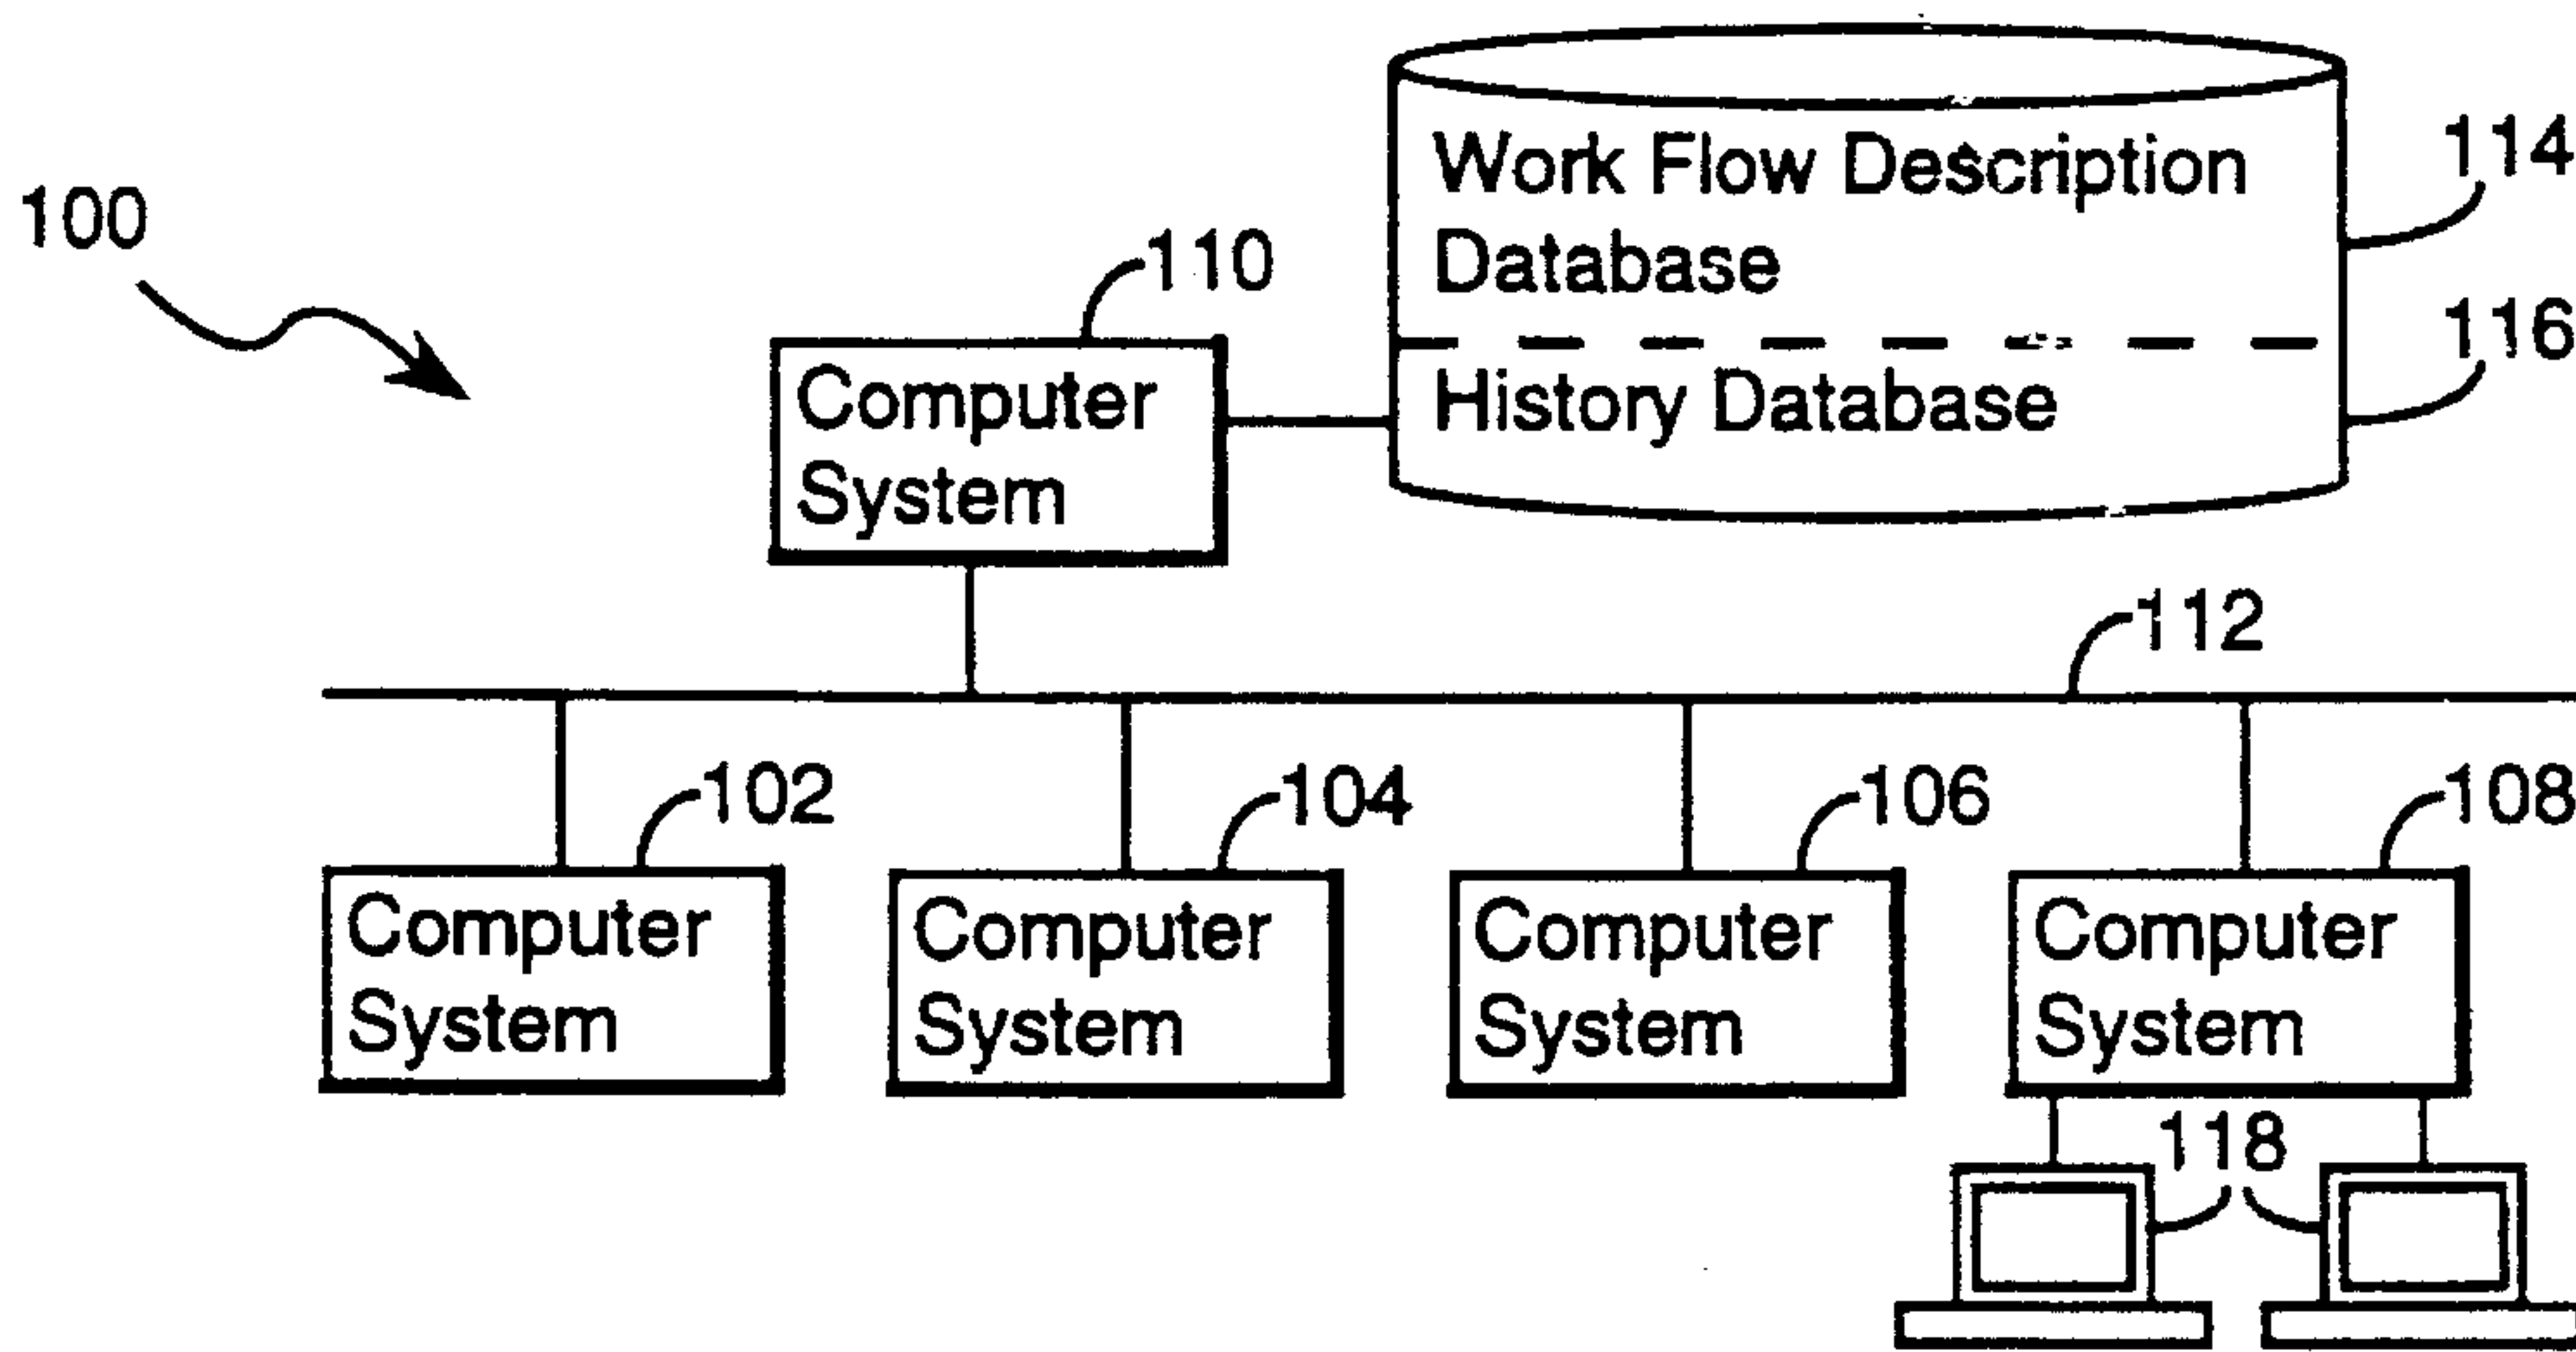 Work Flow Description
Database
114
100
110
116
Computer
System
History Database
112
102
104
106
108
Computer
System
Computer
System
Computer
System
Computer
System
118